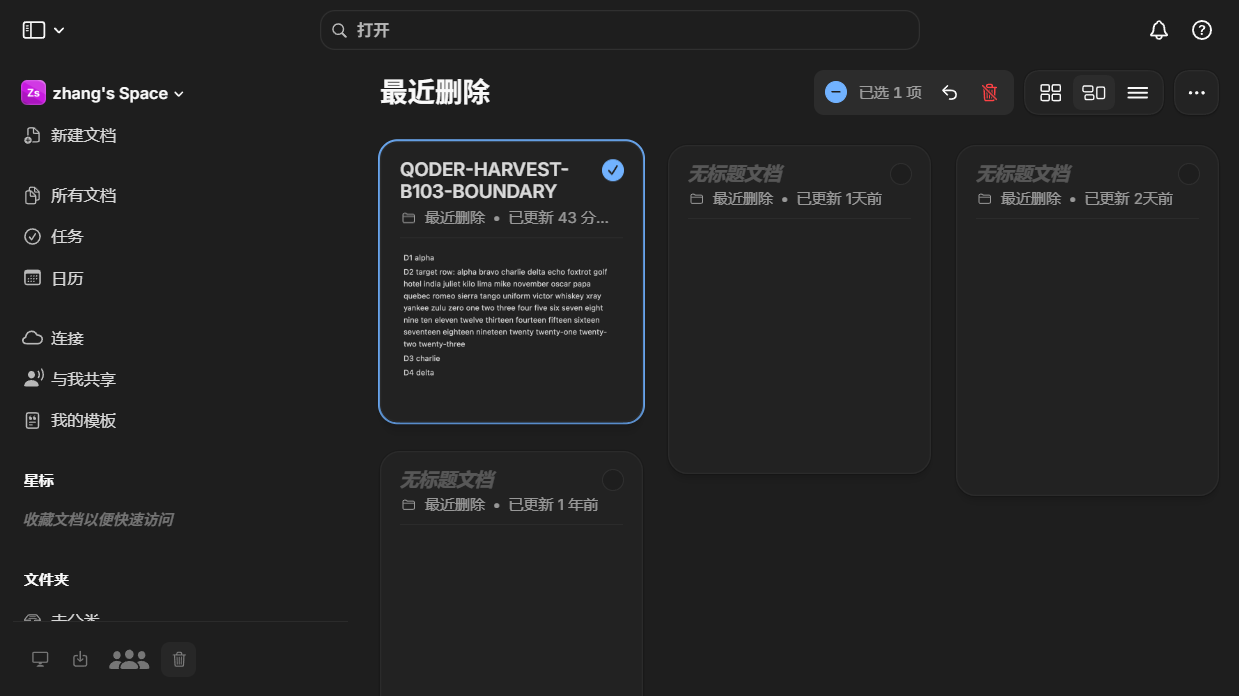 打开
Zs zhang's Space
新建文档
所有文档
任务
日历
连接
与我共享
我的模板
星标
收藏文档以便快速访问
文件夹
未分类
最近删除
已选 1 项
QODER-HARVEST-
B103-BOUNDARY
最近删除 • 已更新 43 分...
D1 alpha
D2 target row: alpha bravo charlie delta echo foxtrot golf
hotel india juliet kilo lima mike november oscar papa
quebec romeo sierra tango uniform victor whiskey xray
yankee zulu zero one two three four five six seven eight
nine ten eleven twelve thirteen fourteen fifteen sixteen
seventeen eighteen nineteen twenty twenty-one twenty-
two twenty-three
D3 charlie
D4 delta
无标题文档
最近删除 • 已更新 1天前
无标题文档
最近删除 • 已更新 2天前
无标题文档
最近删除 • 已更新 1 年前